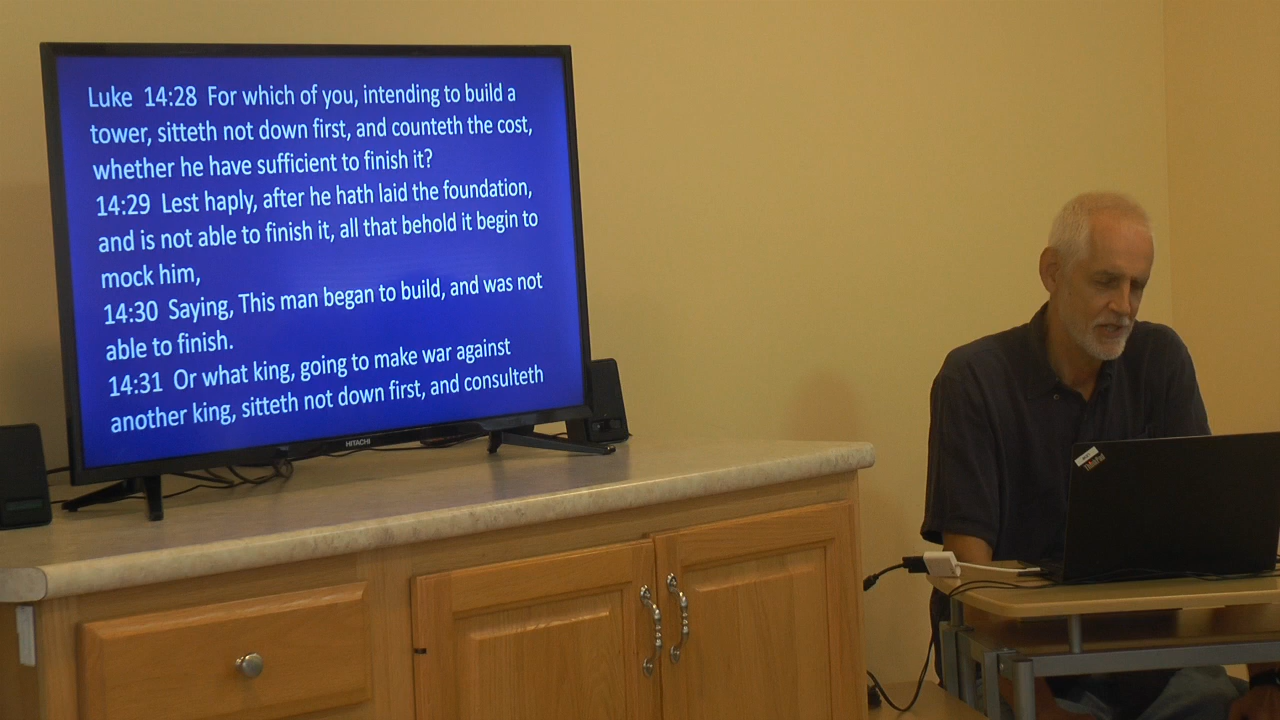 Luke 14:28 For which of you, intending to build a
tower, sitteth not down first, and counteth the cost,
whether he have sufficient to finish it?
14:29 Lest haply, after he hath laid the foundation,
and is not able to finish it, all that behold it begin to
mock him,
14:30 Saying, This man began to build, and was not
able to finish.
14:31 Or what king, going to make war against
another king, sitteth not down first, and consulteth
HITACHI
ThinkPad